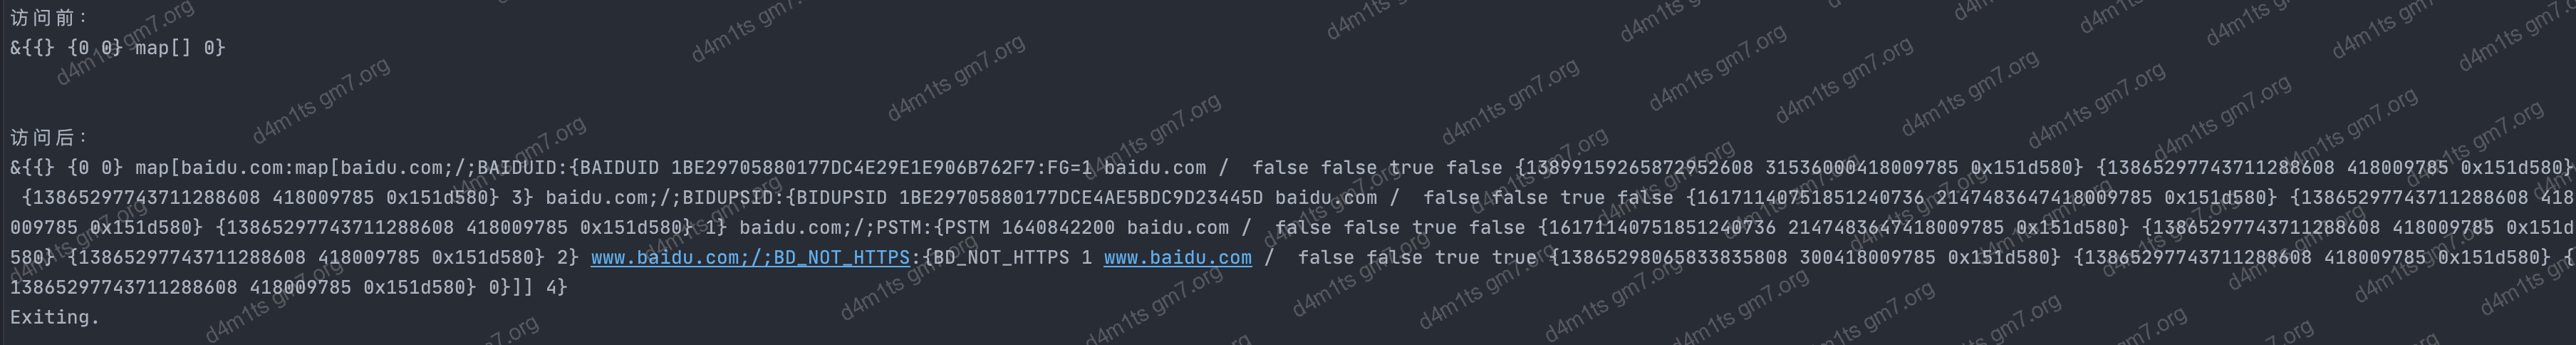 访问前：
&{{} {0 0} map[] 0}
访问后：
&{{} {0 0} map[baidu.com:map[baidu.com;/;BAIDUID:{BAIDUID 1BE29705880177DC4E29E1E906B762F7:FG=1 baidu.com /  false false true false {13899159265872952608 315360000418009785 0x151d580} {13865297743711288608 418009785 0x151d580}
{13865297743711288608 418009785 0x151d580} 3} baidu.com;/;BIDUPSID:{BIDUPSID 1BE29705880177DCE4AE5BDC9D23445D baidu.com /  false false true false {16171140751851240736 2147483647418009785 0x151d580} {13865297743711288608 418
009785 0x151d580} {13865297743711288608 418009785 0x151d580} 1} baidu.com;/;PSTM:{PSTM 1640842200 baidu.com /  false false true false {16171140751851240736 2147483647418009785 0x151d580} {13865297743711288608 418009785 0x151d
580} {13865297743711288608 418009785 0x151d580} 2} www.baidu.com;/;BD_NOT_HTTPS:{BD_NOT_HTTPS 1 www.baidu.com /  false false true true {13865298065833835808 300418009785 0x151d580} {13865297743711288608 418009785 0x151d580} {
13865297743711288608 418009785 0x151d580} 0}]] 4}
Exiting.
d4m1ts gm7.org